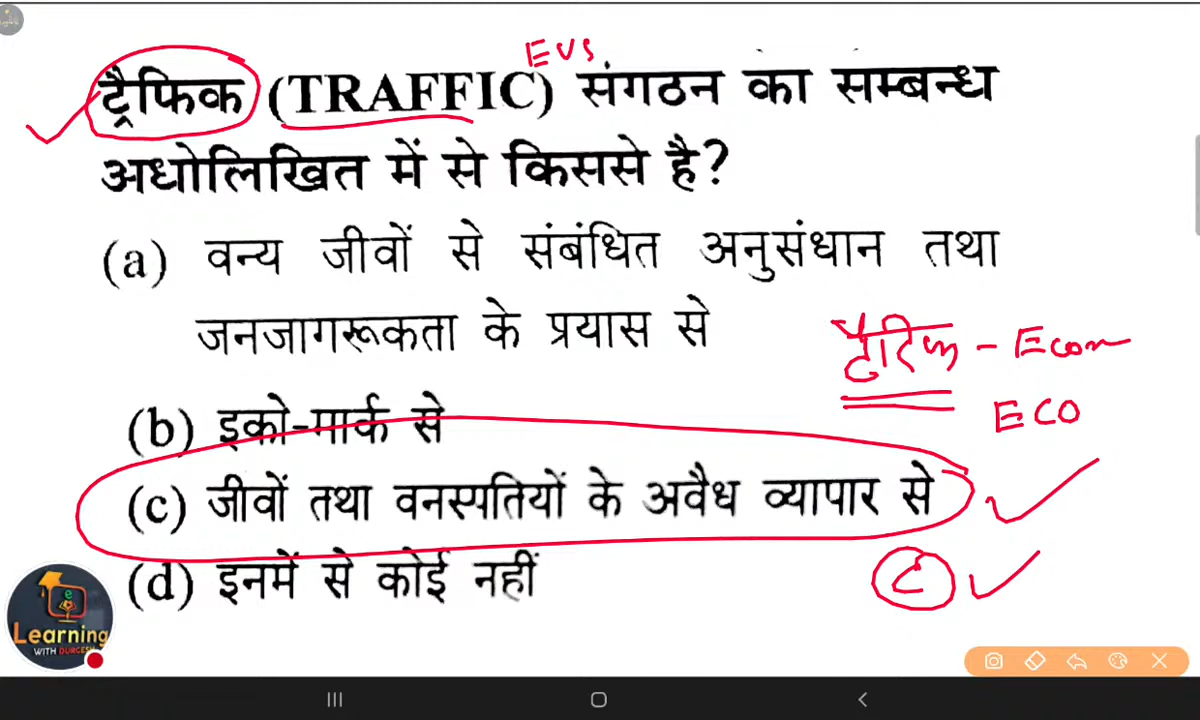 EVS
ट्रैफिक (TRAFFIC) संगठन का सम्बन्ध
अधोलिखित में से किससे है?
(a) वन्य जीवों से संबंधित अनुसंधान तथा
जनजागरूकता के प्रयास से
टैरिफ - Econ
ECO
(b) इको-मार्क से
(c) जीवों तथा वनस्पतियों के अवैध व्यापार से
(d) इनमें से कोई नहीं
C
e
Learning
WITH DURGESH